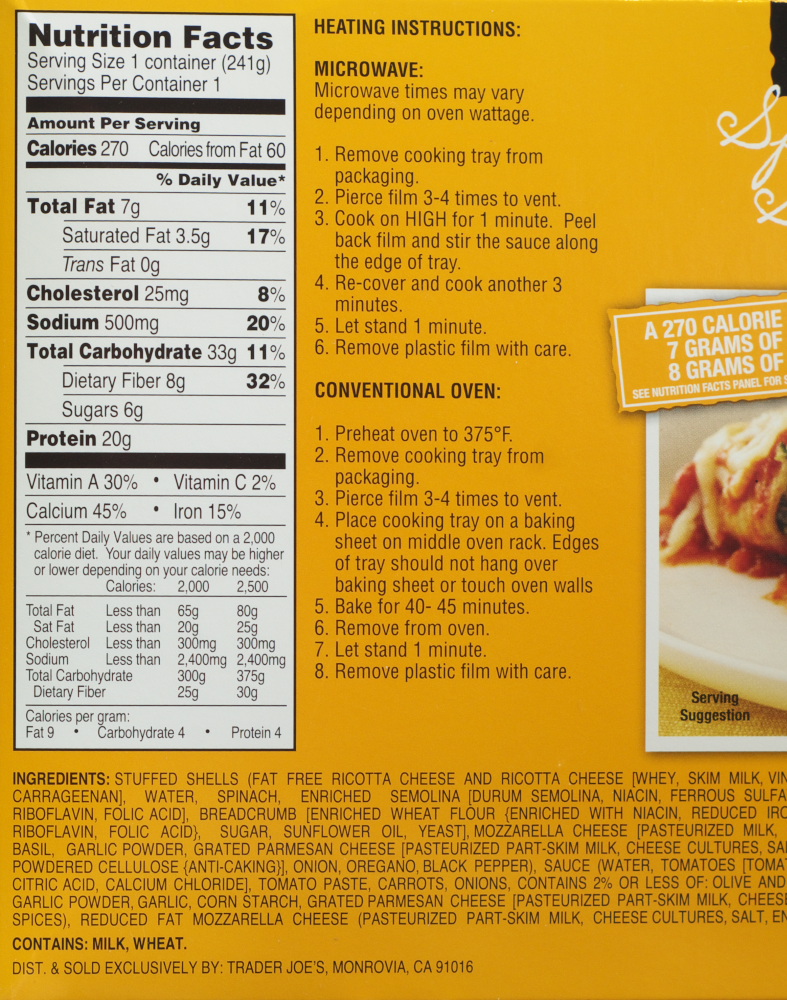 Nutrition Facts
Serving Size 1 container (241g)
Servings Per Container 1
Amount Per Serving
Calories 270 Calories from Fat 60
% Daily Value*
Total Fat 7g 11%
Saturated Fat 3.5g 17%
Trans Fat 0g
Cholesterol 25mg 8%
Sodium 500mg 20%
Total Carbohydrate 33g 11%
Dietary Fiber 8g 32%
Sugars 6g
Protein 20g
Vitamin A 30% • Vitamin C 2%
Calcium 45% • Iron 15%
* Percent Daily Values are based on a 2,000
calorie diet. Your daily values may be higher
or lower depending on your calorie needs:
Calories: 2,000 2,500
Total Fat Less than 65g 80g
Sat Fat Less than 20g 25g
Cholesterol Less than 300mg 300mg
Sodium Less than 2,400mg 2,400mg
Total Carbohydrate 300g 375g
Dietary Fiber 25g 30g
Calories per gram:
Fat 9 • Carbohydrate 4 • Protein 4
HEATING INSTRUCTIONS:
MICROWAVE:
Microwave times may vary
depending on oven wattage.
1. Remove cooking tray from
packaging.
2. Pierce film 3-4 times to vent.
3. Cook on HIGH for 1 minute. Peel
back film and stir the sauce along
the edge of tray.
4. Re-cover and cook another 3
minutes.
5. Let stand 1 minute.
6. Remove plastic film with care.
CONVENTIONAL OVEN:
1. Preheat oven to 375°F.
2. Remove cooking tray from
packaging.
3. Pierce film 3-4 times to vent.
4. Place cooking tray on a baking
sheet on middle oven rack. Edges
of tray should not hang over
baking sheet or touch oven walls
5. Bake for 40- 45 minutes.
6. Remove from oven.
7. Let stand 1 minute.
8. Remove plastic film with care.
A 270 CALORIE
7 GRAMS OF
8 GRAMS OF
SEE NUTRITION FACTS PANEL FOR
Serving
Suggestion
INGREDIENTS: STUFFED SHELLS (FAT FREE RICOTTA CHEESE AND RICOTTA CHEESE [WHEY, SKIM MILK,
CARRAGEENAN], WATER, SPINACH, ENRICHED SEMOLINA [DURUM SEMOLINA, NIACIN, FERROUS
RIBOFLAVIN, FOLIC ACID], BREADCRUMB [ENRICHED WHEAT FLOUR {ENRICHED WITH NIACIN, REDUCED
RIBOFLAVIN, FOLIC ACID}, SUGAR, SUNFLOWER OIL, YEAST], MOZZARELLA CHEESE [PASTEURIZED MILK,
BASIL, GARLIC POWDER, GRATED PARMESAN CHEESE [PASTEURIZED PART-SKIM MILK, CHEESE CULTURES,
POWDERED CELLULOSE {ANTI-CAKING}], ONION, OREGANO, BLACK PEPPER), SAUCE (WATER, TOMATOES
CITRIC ACID, CALCIUM CHLORIDE], TOMATO PASTE, CARROTS, ONIONS, CONTAINS 2% OR LESS OF: OLIVE AND
GARLIC POWDER, GARLIC, CORN STARCH, GRATED PARMESAN CHEESE [PASTEURIZED PART-SKIM MILK,
SPICES), REDUCED FAT MOZZARELLA CHEESE (PASTEURIZED PART-SKIM MILK, CHEESE CULTURES, SALT,
CONTAINS: MILK, WHEAT.
DIST. & SOLD EXCLUSIVELY BY: TRADER JOE'S, MONROVIA, CA 91016